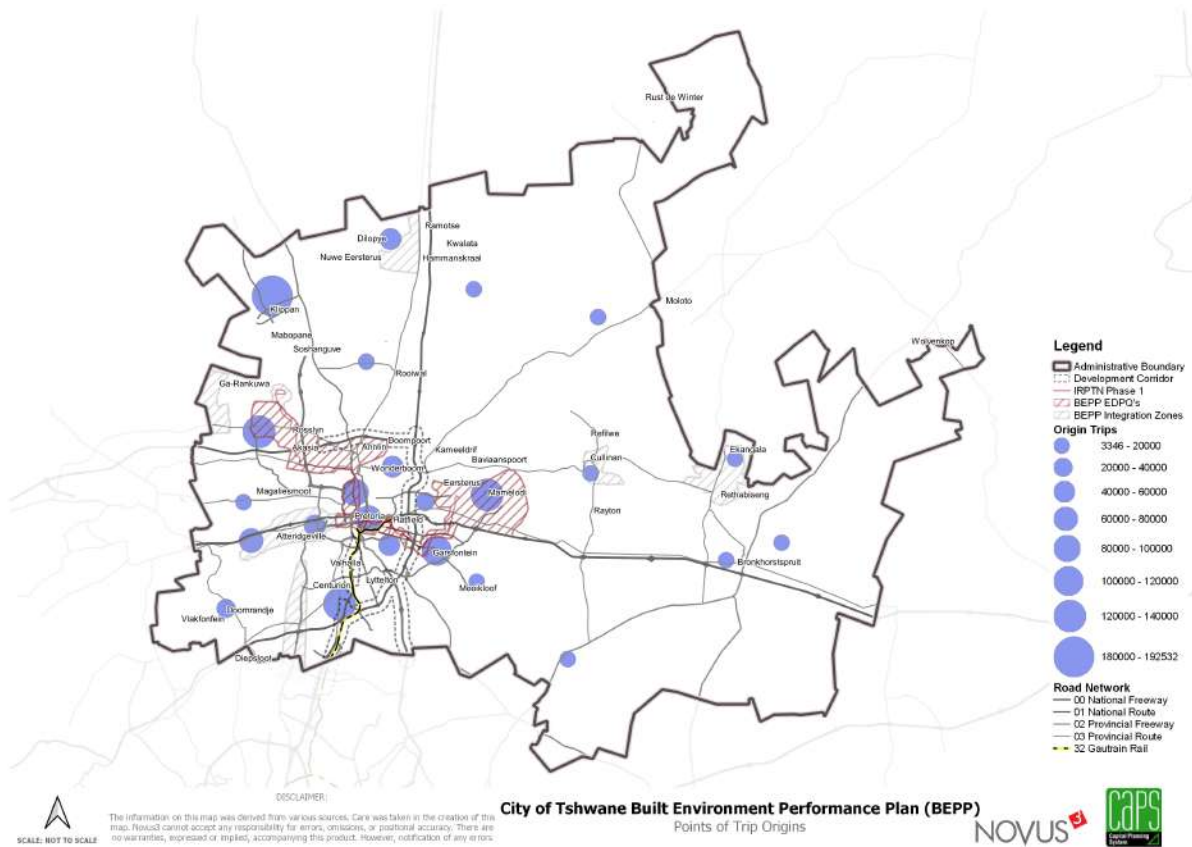 Rust De Winter
Ramotse
Dilopye
Kwalata
Nuwe Eersterus
Hammanskraal
Moloto
Klippan
Wolvenkop
Mabopane
Soshanguve
Rooiwal
Ga-Rankuwa
Rosslyn
Akasia
Annlin
Doompoort
Refilwe
Kameeldrif
Wonderboom
Baviaanspoort
Cullinan
Ekangala
Eersterus
Magaliesmoot
Mamelodi
Rethabiseng
Pretoria
Hatfield
Rayton
Atteridgeville
Garsfontein
Valhalla
Bronkhorstspruit
Lyttelton
Mooikloof
Centurion
Doornrandje
Vlakfontein
Diepsloot
Legend
Administrative Boundary
Development Corridor
IRPTN Phase 1
BEPP EDPQ's
BEPP Integration Zones
Origin Trips
3346 - 20000
20000 - 40000
40000 - 60000
60000 - 80000
80000 - 100000
100000 - 120000
120000 - 140000
180000 - 192532
Road Network
00 National Freeway
01 National Route
02 Provincial Freeway
03 Provincial Route
32 Gautrain Rail
SCALE: NOT TO SCALE
DISCLAIMER:
The information on this map was derived from various sources. Care was taken in the creation of this
map. Novus3 cannot accept any responsibility for errors, omissions, or positional accuracy. There are
no warranties, expressed or implied, accompanying this product. However, notification of any errors
City of Tshwane Built Environment Performance Plan (BEPP)
Points of Trip Origins
NOVUS3
CAPS
Capital Planning
System